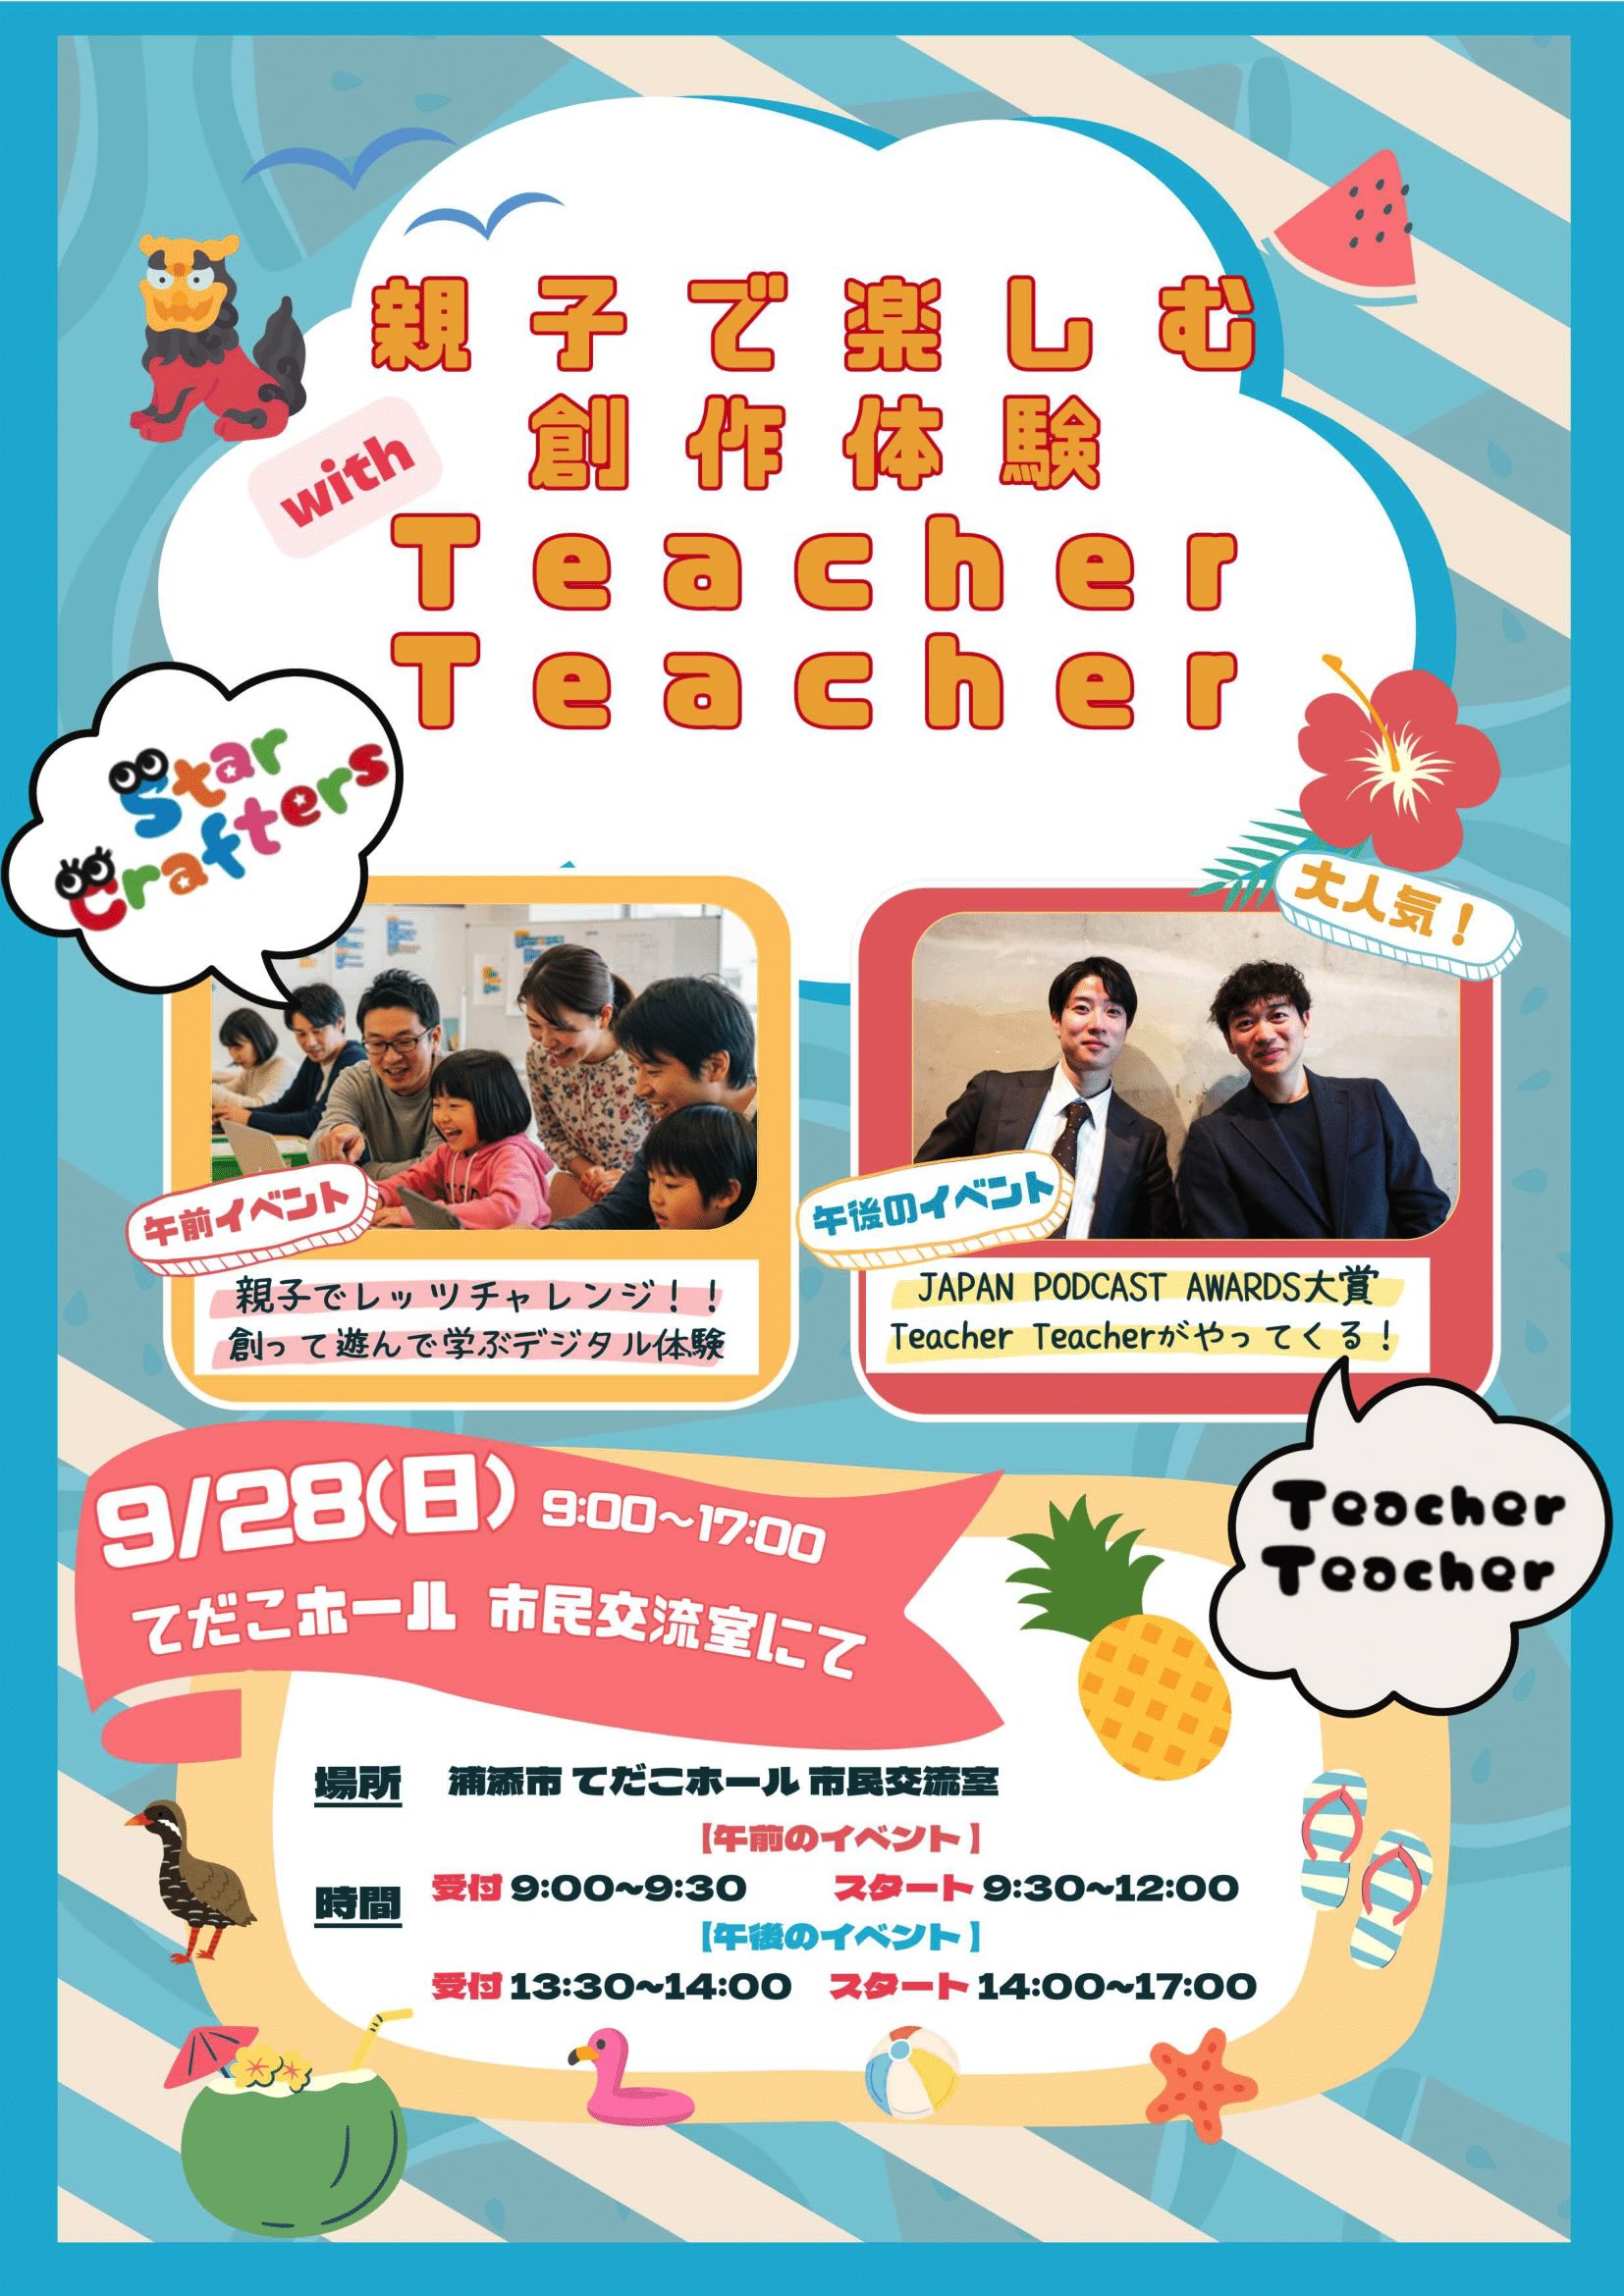 親子で楽しむ
創作体験
with
Teacher
Teacher
Star
Crafters
大人気！
午前イベント
親子でレッツチャレンジ！！
創って遊んで学ぶデジタル体験
午後のイベント
JAPAN PODCAST AWARDS大賞
Teacher Teacherがやってくる！
Teacher
Teacher
9/28(日) 9:00〜17:00
てだこホール 市民交流室にて
場所 浦添市 てだこホール 市民交流室
【午前のイベント】
時間
受付 9:00~9:30 スタート 9:30~12:00
【午後のイベント】
受付 13:30~14:00 スタート 14:00~17:00